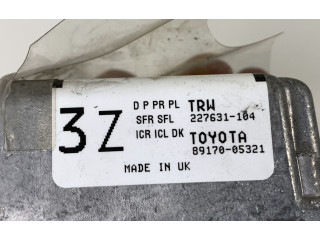 3Z
D P PR PL TRW
SFR SFL 227631-104
ICR ICL DK TOYOTA
89170-05321
MADE IN UK